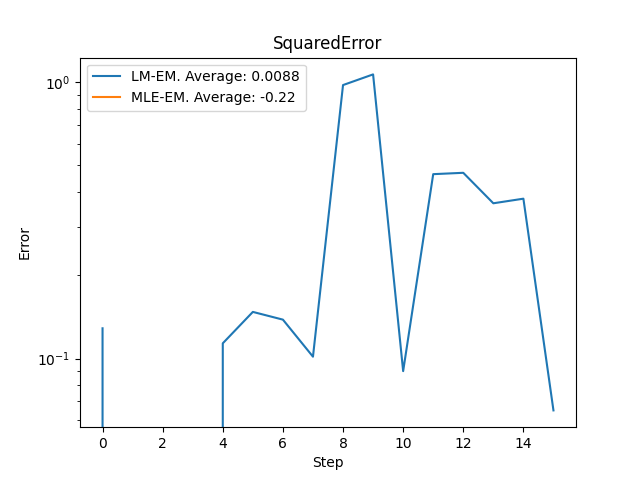 SquaredError
LM-EM. Average: 0.0088
MLE-EM. Average: -0.22
10⁰
10⁻¹
Error
0 2 4 6 8 10 12 14
Step